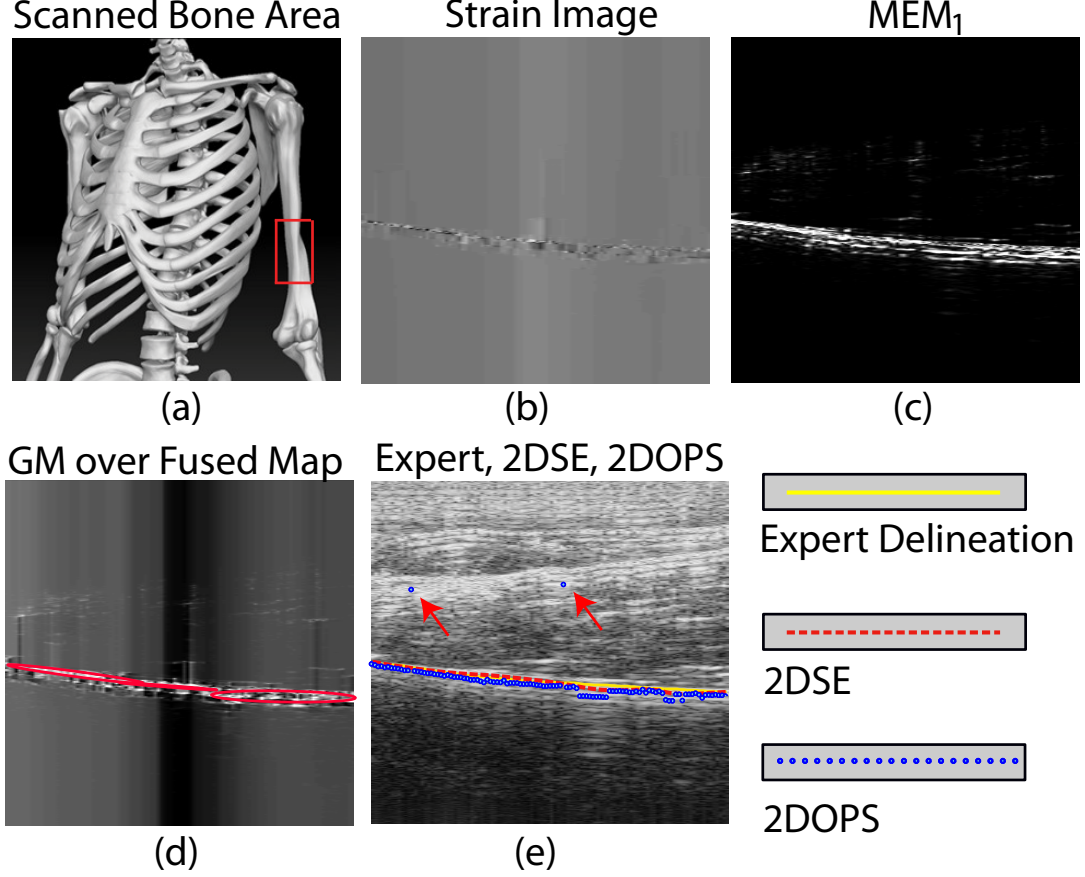 Scanned Bone Area
Strain Image
MEM₁
(a)
(b)
(c)
GM over Fused Map
Expert, 2DSE, 2DOPS
Expert Delineation
2DSE
2DOPS
(d)
(e)